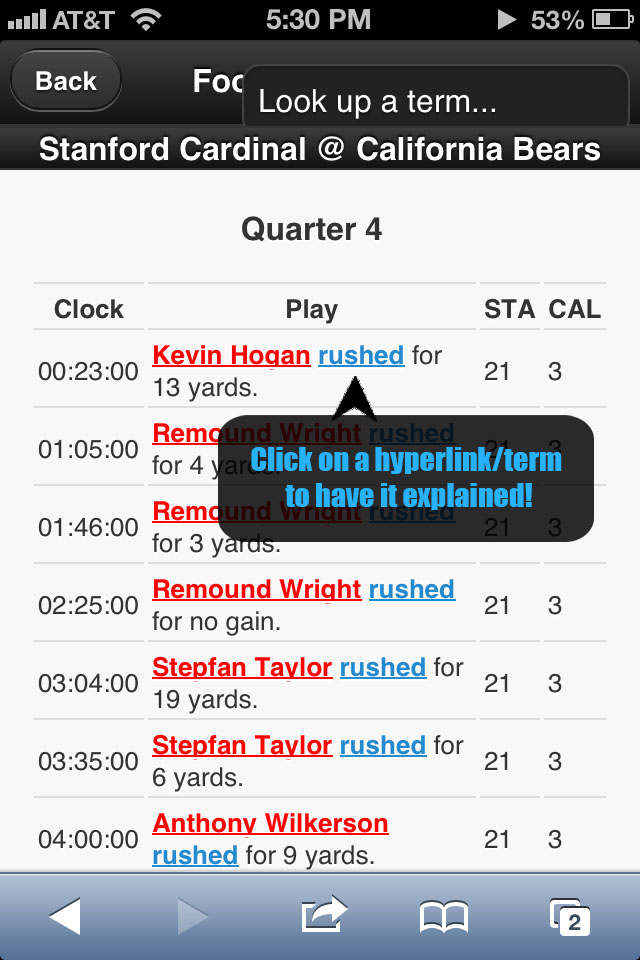 AT&T 5:30 PM 53%
Back Foo
Look up a term...
Stanford Cardinal @ California Bears
Quarter 4
Clock Play STA CAL
00:23:00 Kevin Hogan rushed for 21 3
13 yards.
01:05:00 Remound Wright rushed 21 3
for 4 yards.
Click on a hyperlink/term
to have it explained!
01:46:00 Remound Wright rushed 21 3
for 3 yards.
02:25:00 Remound Wright rushed 21 3
for no gain.
03:04:00 Stepfan Taylor rushed for 21 3
19 yards.
03:35:00 Stepfan Taylor rushed for 21 3
6 yards.
04:00:00 Anthony Wilkerson 21 3
rushed for 9 yards.
2